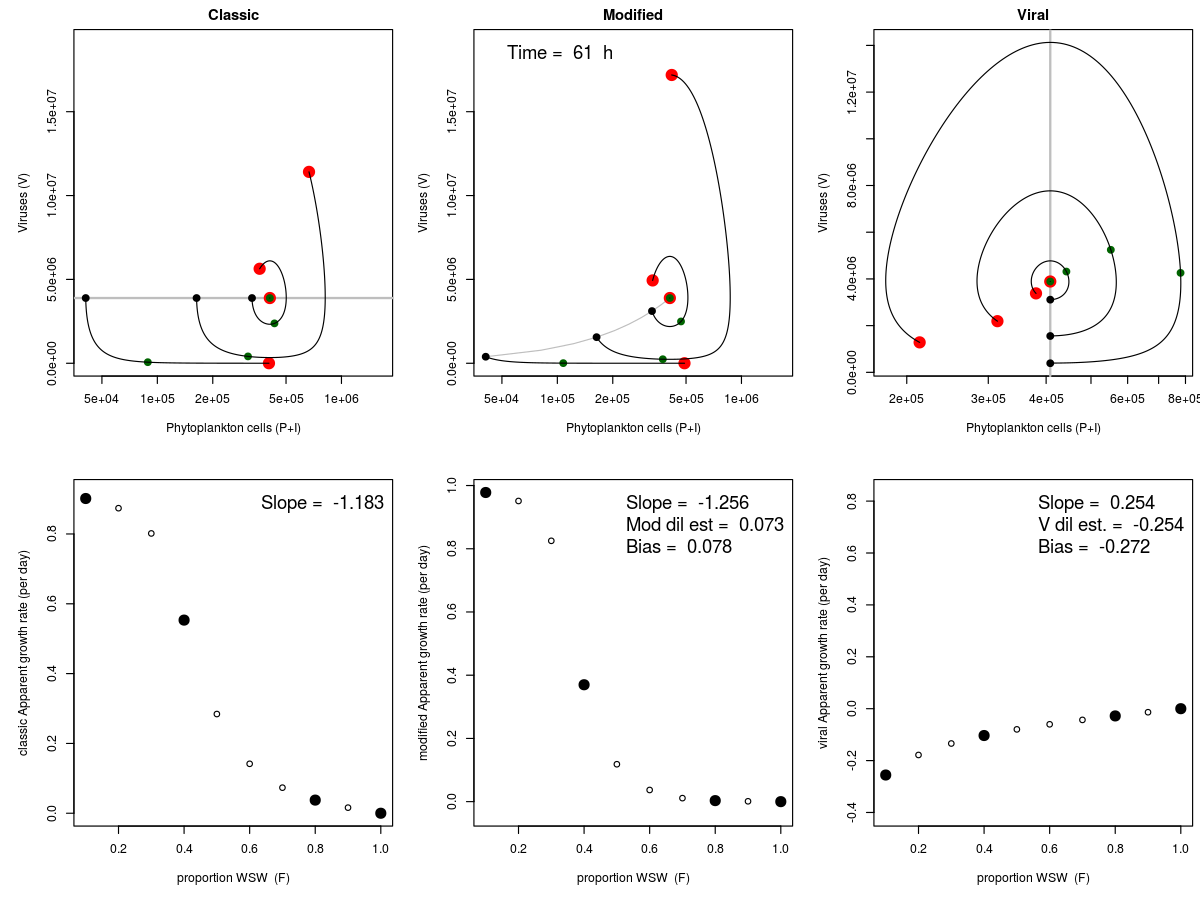 Classic
Modified
Viral
Viruses (V)
0.0e+00 5.0e+06 1.0e+07 1.5e+07
5e+04 1e+05 2e+05 5e+05 1e+06
Phytoplankton cells (P+I)
Time = 61 h
Viruses (V)
0.0e+00 5.0e+06 1.0e+07 1.5e+07
5e+04 1e+05 2e+05 5e+05 1e+06
Phytoplankton cells (P+I)
Viruses (V)
0.0e+00 4.0e+06 8.0e+06 1.2e+07
2e+05 3e+05 4e+05 6e+05 8e+05
Phytoplankton cells (P+I)
Slope = -1.183
classic Apparent growth rate (per day)
0.0 0.2 0.4 0.6 0.8
0.2 0.4 0.6 0.8 1.0
proportion WSW (F)
Slope = -1.256
Mod dil est = 0.073
Bias = 0.078
modified Apparent growth rate (per day)
0.0 0.2 0.4 0.6 0.8 1.0
0.2 0.4 0.6 0.8 1.0
proportion WSW (F)
Slope = 0.254
V dil est. = -0.254
Bias = -0.272
viral Apparent growth rate (per day)
-0.4 -0.2 0.0 0.2 0.4 0.6 0.8
0.2 0.4 0.6 0.8 1.0
proportion WSW (F)